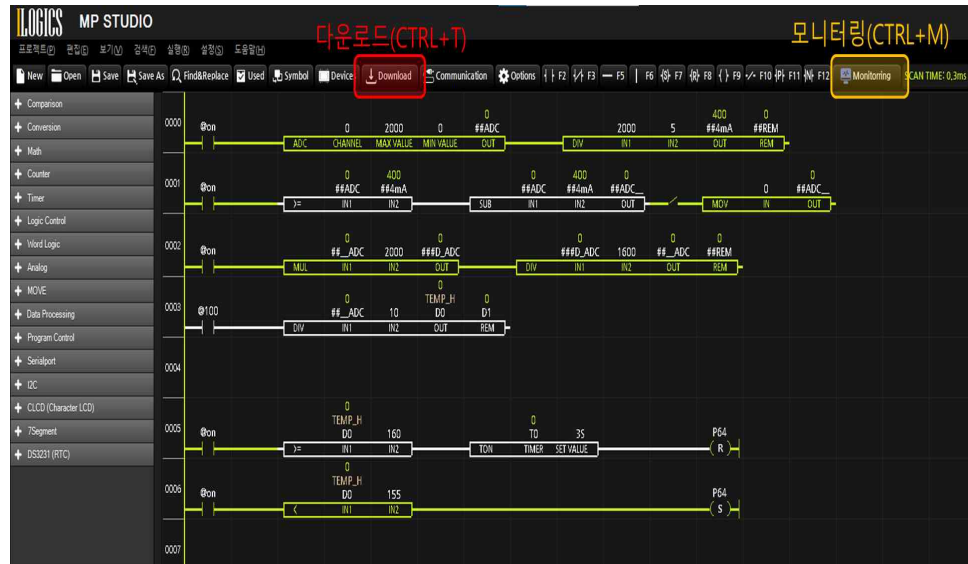 ILOGICS MP STUDIO
다운로드(CTRL+T)
모니터링(CTRL+M)
프로젝트(P) 편집(E) 보기(V) 검색(F) 실행(R) 설정(S) 도움말(H)
New Open Save Save As Find&Replace Used Symbol Device Download Communication Options F2 F3 F5 F6 F7 F8 F9 F10 F11 F12 Monitoring SCAN TIME: 0,3ms
Comparison
Conversion
Math
Counter
Timer
Logic Control
Word Logic
Analog
MOVE
Data Processing
Program Control
Serialport
I2C
CLCD (Character LCD)
7Segment
DS3231 (RTC)
0 400 0
0000 @on 0 2000 0 ##ADC 2000 5 ##4mA ##REM
ADC CHANNEL MAX VALUE MIN VALUE OUT DIV IN1 IN2 OUT REM
0 400 0 400 0 0
0001 @on ##ADC ##4mA ##ADC ##4mA ##ADC__ 0 ##ADC__
>= IN1 IN2 SUB IN1 IN2 OUT MOV IN OUT
0 0 0 0 0
0002 @on ##__ADC 2000 ###D_ADC ###D_ADC 1600 ##__ADC ##REM
MUL IN1 IN2 OUT DIV IN1 IN2 OUT REM
0
0 TEMP_H 0
0003 @100 ##__ADC 10 D0 D1
DIV IN1 IN2 OUT REM
0004
0
TEMP_H 0
0005 @on D0 160 T0 3S P64
>= IN1 IN2 TON TIMER SET VALUE R
0
TEMP_H
0006 @on D0 155 P64
< IN1 IN2 S
0007